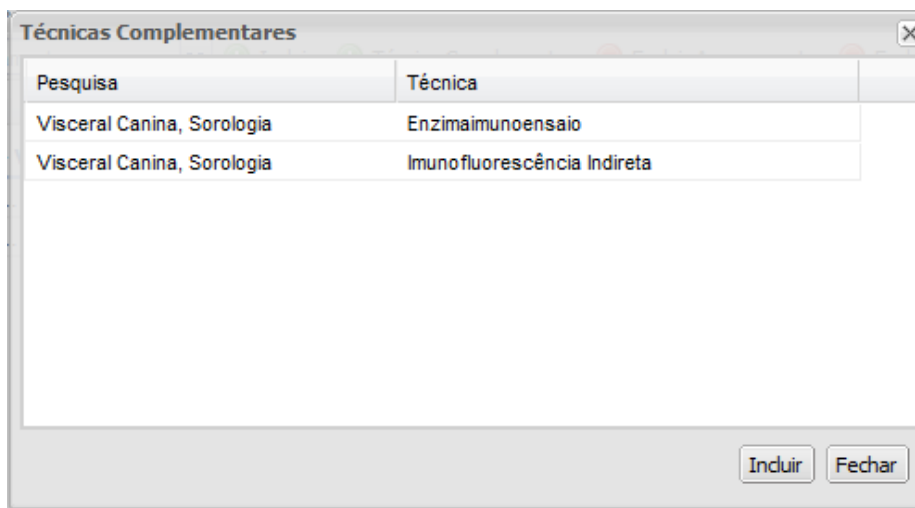 Técnicas Complementares
Pesquisa Técnica
Visceral Canina, Sorologia Enzimaimunoensaio
Visceral Canina, Sorologia Imunofluorescência Indireta
Incluir Fechar